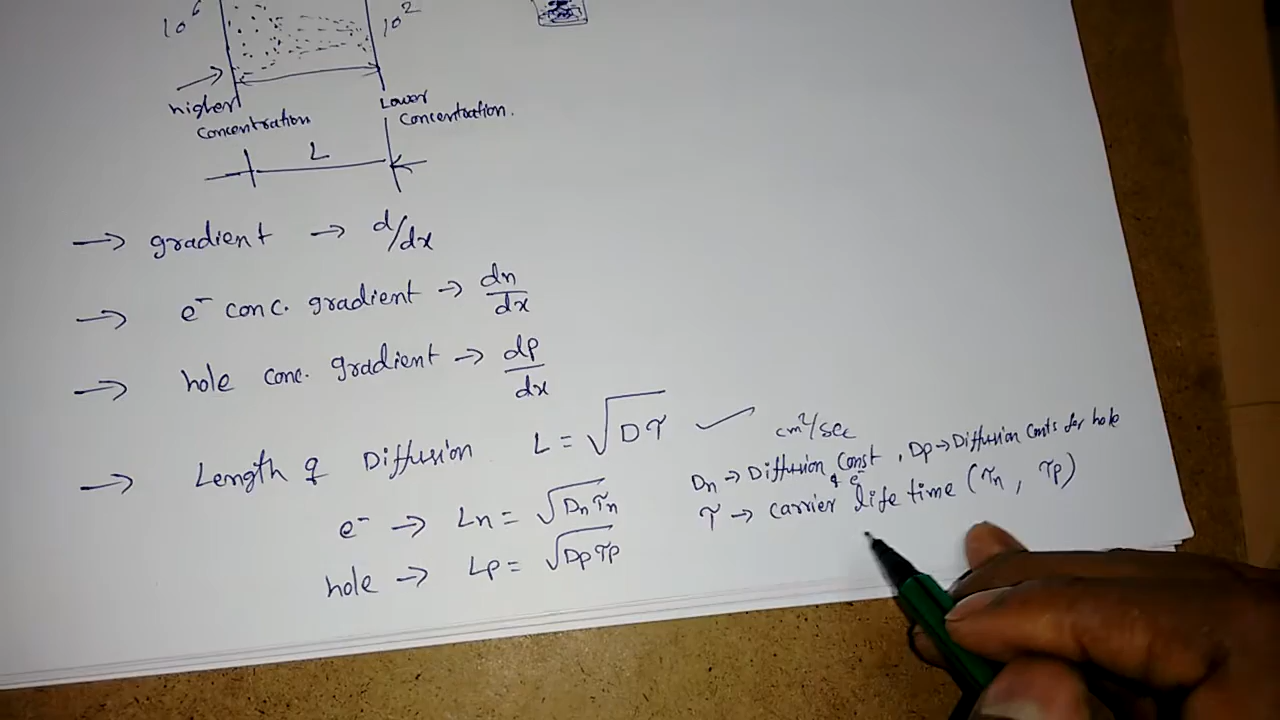 10⁶ 10²
higher concentration
Lower concentration.
L
→ gradient → d/dx
→ e⁻ conc. gradient → dn/dx
→ hole conc. gradient → dp/dx
→ Length of Diffusion L = √Dτ ✓
e⁻ → Ln = √Dnτn
hole → Lp = √Dpτp
cm²/sec
Dn → Diffusion Const of e⁻, Dp → Diffusion Conts for hole
τ → carrier life time (τn, τp)